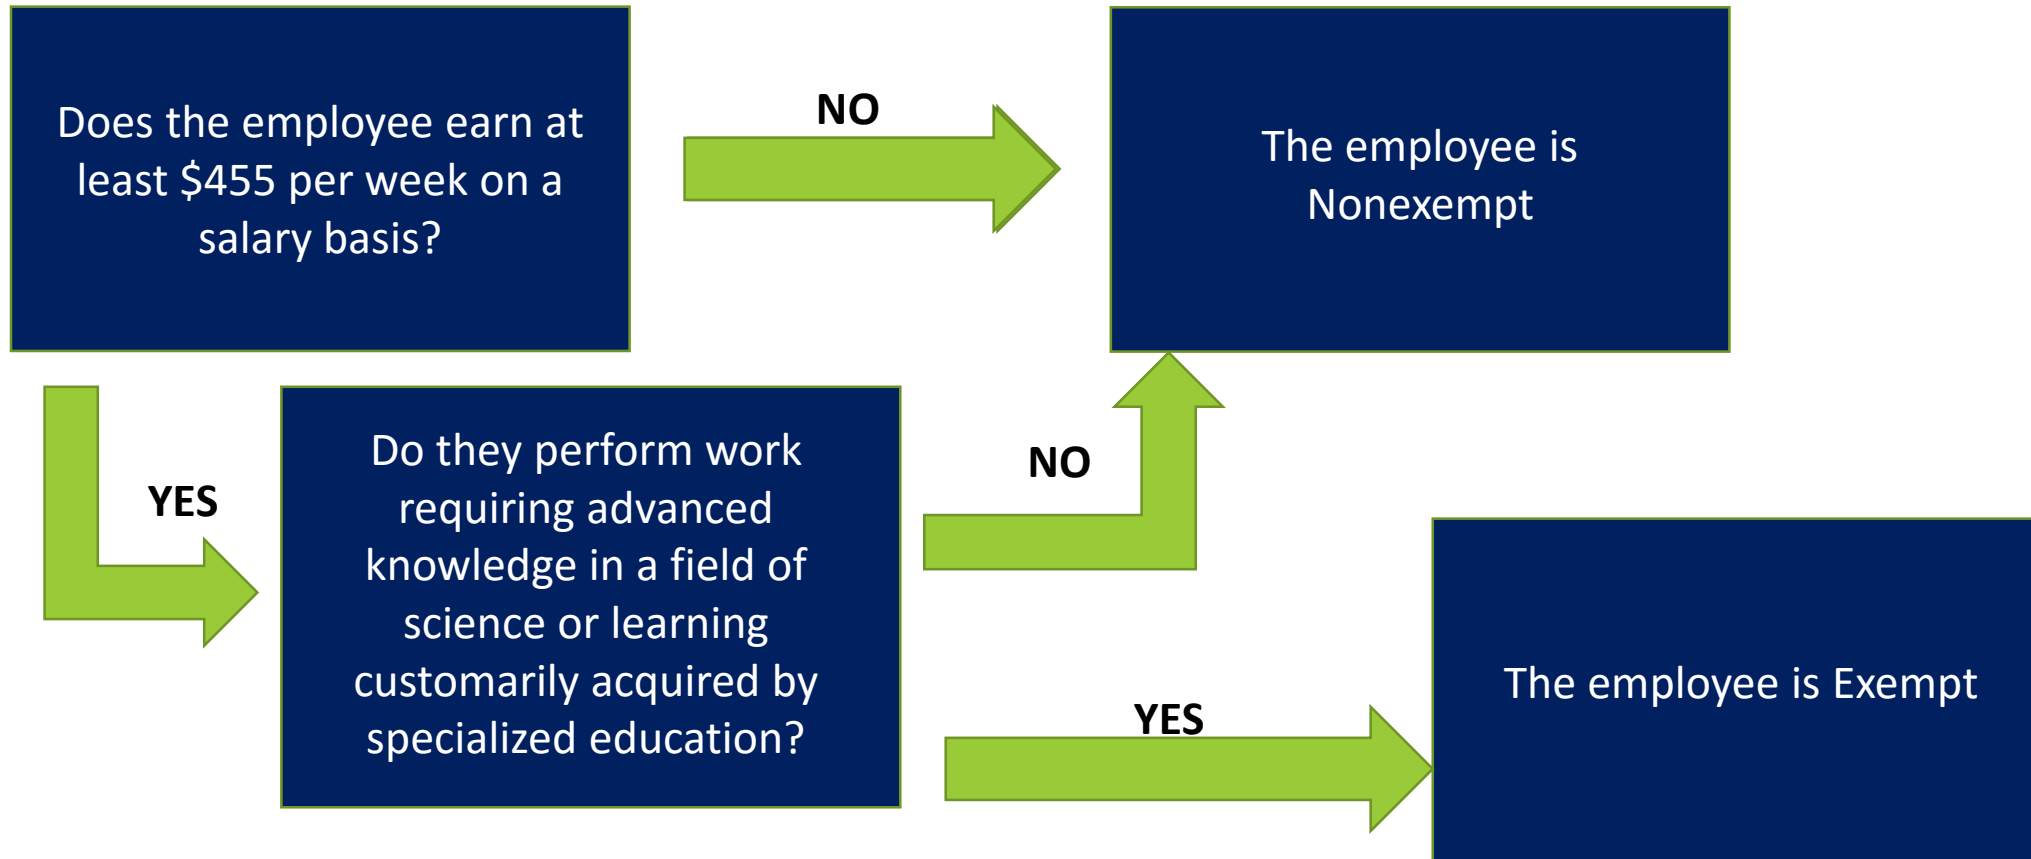 Does the employee earn at
least $455 per week on a
salary basis?
NO
The employee is
Nonexempt
YES
Do they perform work
requiring advanced
knowledge in a field of
science or learning
customarily acquired by
specialized education?
NO
YES
The employee is Exempt